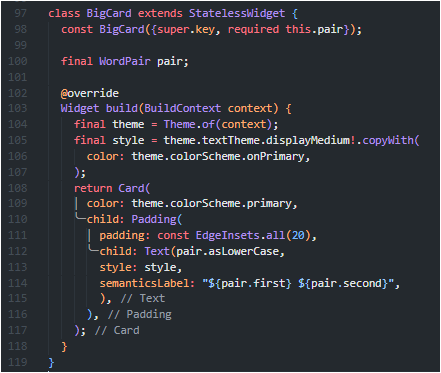 97 class BigCard extends StatelessWidget {
98 const BigCard({super.key, required this.pair});
99
100 final WordPair pair;
101
102 @override
103 Widget build(BuildContext context) {
104 final theme = Theme.of(context);
105 final style = theme.textTheme.displayMedium!.copyWith(
106 color: theme.colorScheme.onPrimary,
107 );
108 return Card(
109 color: theme.colorScheme.primary,
110 child: Padding(
111 padding: const EdgeInsets.all(20),
112 child: Text(pair.asLowerCase,
113 style: style,
114 semanticsLabel: "${pair.first} ${pair.second}",
115 ), // Text
116 ), // Padding
117 ); // Card
118 }
119 }